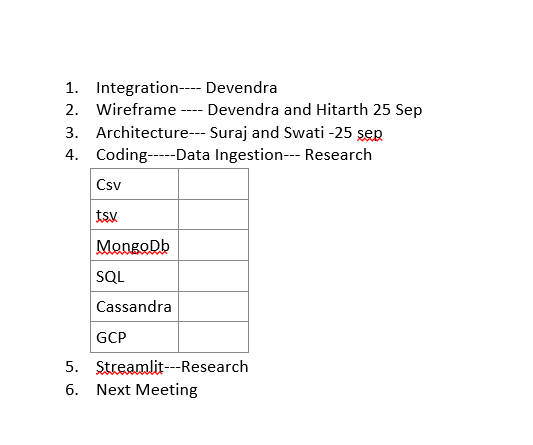 1. Integration---- Devendra
2. Wireframe ---- Devendra and Hitarth 25 Sep
3. Architecture--- Suraj and Swati -25 sep
4. Coding-----Data Ingestion--- Research
Csv
tsv
MongoDb
SQL
Cassandra
GCP
5. Streamlit---Research
6. Next Meeting